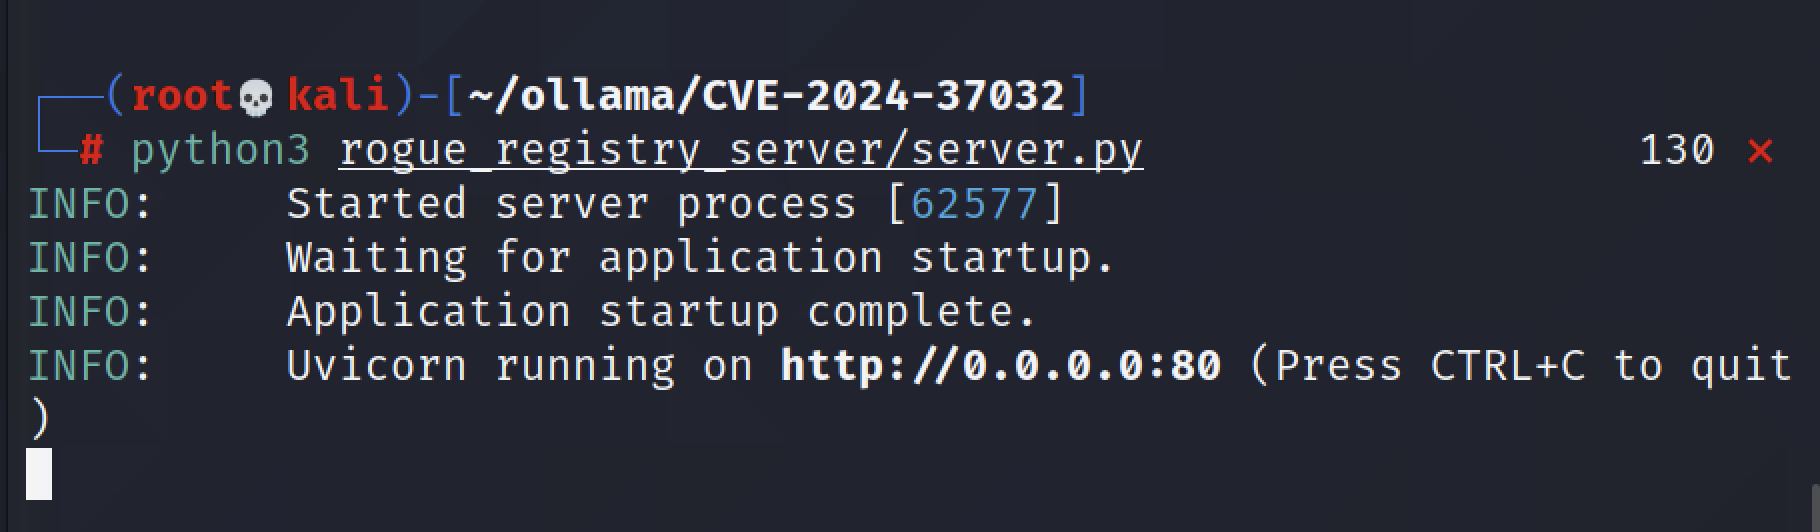 (root💀kali)-[~/ollama/CVE-2024-37032]
# python3 rogue_registry_server/server.py 130 ⨯
INFO:     Started server process [62577]
INFO:     Waiting for application startup.
INFO:     Application startup complete.
INFO:     Uvicorn running on http://0.0.0.0:80 (Press CTRL+C to quit
)